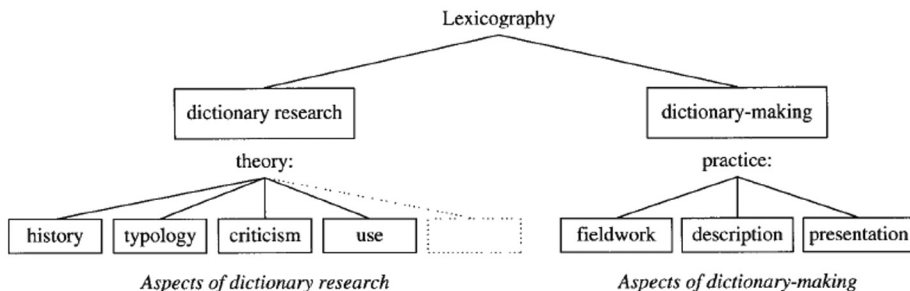 Lexicography
dictionary research
dictionary-making
theory:
practice:
history typology criticism use
fieldwork description presentation
Aspects of dictionary research
Aspects of dictionary-making